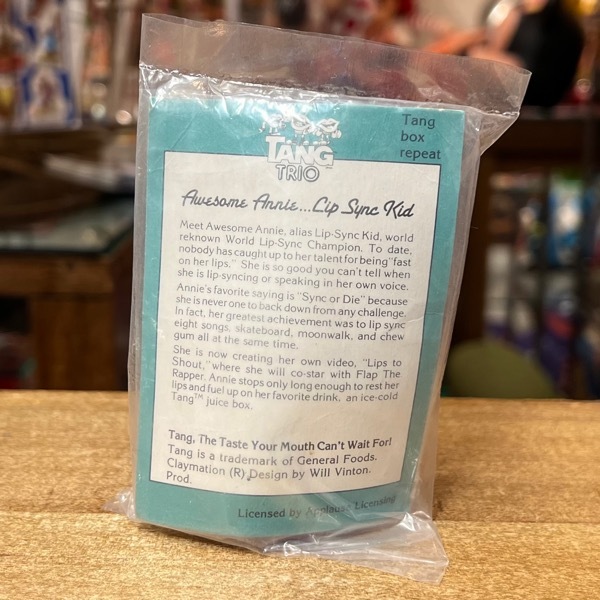 Tang
box
repeat
TANG
TRIO
Awesome Annie...Lip Sync Kid
Meet Awesome Annie, alias Lip-Sync Kid, world
reknown World Lip-Sync Champion. To date,
nobody has caught up to her talent for being "fast
on her lips." She is so good you can't tell when
she is lip-syncing or speaking in her own voice.
Annie's favorite saying is "Sync or Die" because
she is never one to back down from any challenge.
In fact, her greatest achievement was to lip sync
eight songs, skateboard, moonwalk, and chew
gum all at the same time.
She is now creating her own video, "Lips to
Shout," where she will co-star with Flap The
Rapper. Annie stops only long enough to rest her
lips and fuel up on her favorite drink, an ice-cold
Tang™ juice box.
Tang, The Taste Your Mouth Can't Wait For!
Tang is a trademark of General Foods.
Claymation (R) Design by Will Vinton.
Prod.
Licensed by Applause Licensing